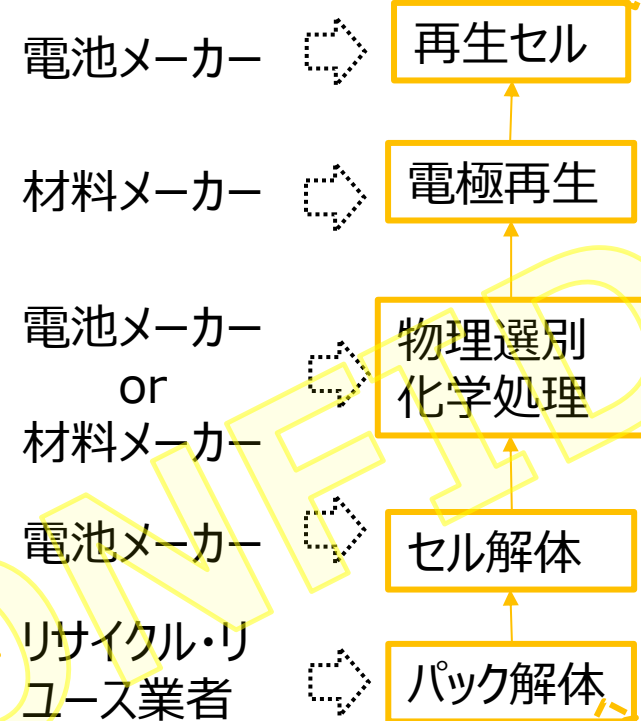 電池メーカー
再生セル
材料メーカー
電極再生
電池メーカー
or
材料メーカー
物理選別
化学処理
電池メーカー
セル解体
リサイクル・リ
ユース業者
パック解体